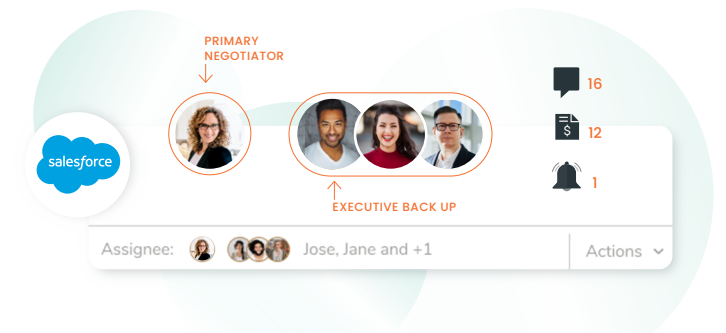 PRIMARY
NEGOTIATOR
16
salesforce
$ 12
1
EXECUTIVE BACK UP
Assignee: Jose, Jane and +1 Actions